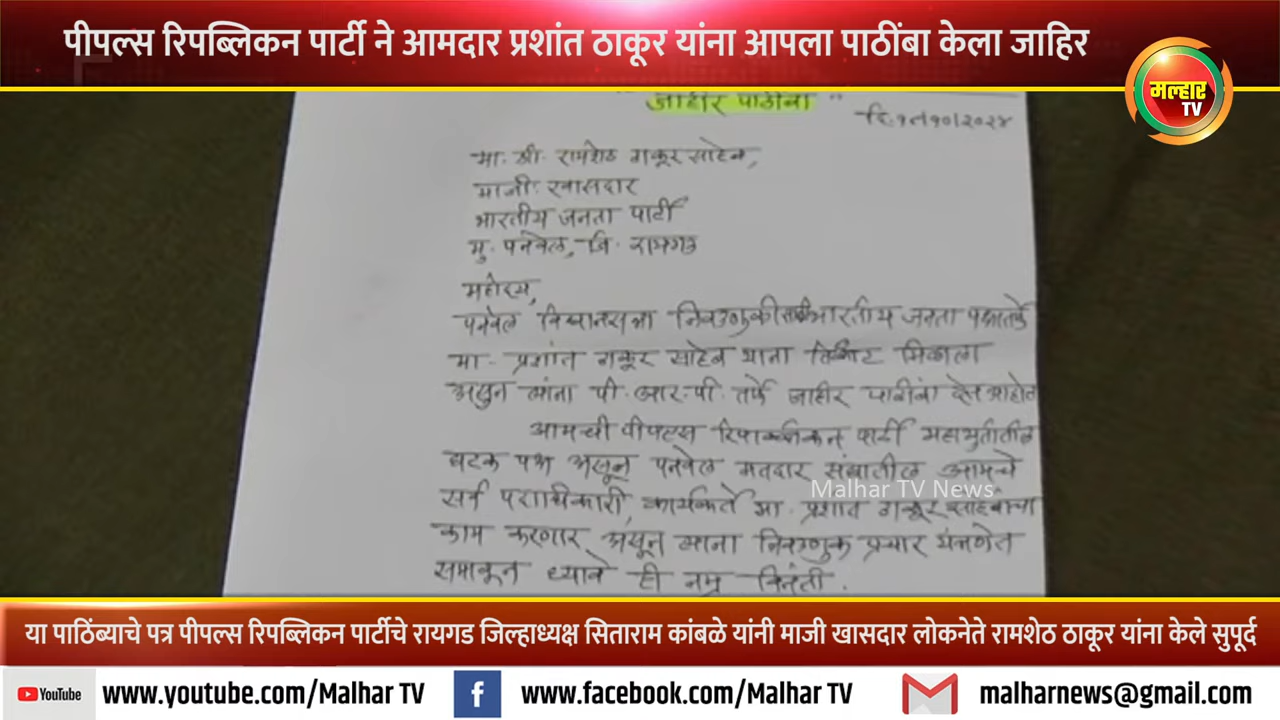 पीपल्स रिपब्लिकन पार्टी ने आमदार प्रशांत ठाकूर यांना आपला पाठींबा केला जाहिर
मल्हार
TV
जाहीर पाठींबा "
मा. श्री. रामशेठ ठाकूर साहेब,
माजी खासदार
भारतीय जनता पार्टी
मु. पनवेल, जि. रायगड
महोदय,
पनवेल विधानसभा निवडणुकीसाठी भारतीय जनता पक्षातर्फे
मा. प्रशांत ठाकूर साहेब यांना तिकीट मिळाला
असुन त्यांना पी. आर. पी. तर्फे जाहीर पाठींबा देत आहोत
आमची पीपल्स रिपब्लिकन पार्टी महायुतीतील
घटक पक्ष असून पनवेल मतदार संघातील आमचे
सर्व पदाधिकारी, कार्यकर्ते मा. प्रशांत ठाकूर साहेबांचा
काम करणार असून त्यांना निवडणुक प्रचार यंत्रणेत
समाकून घ्यावे ही नम्र विनंती.
Malhar TV News
या पाठिंब्याचे पत्र पीपल्स रिपब्लिकन पार्टीचे रायगड जिल्हाध्यक्ष सिताराम कांबळे यांनी माजी खासदार लोकनेते रामशेठ ठाकूर यांना केले सुपूर्द
YouTube www.youtube.com/Malhar TV f www.facebook.com/Malhar TV malharnews@gmail.com